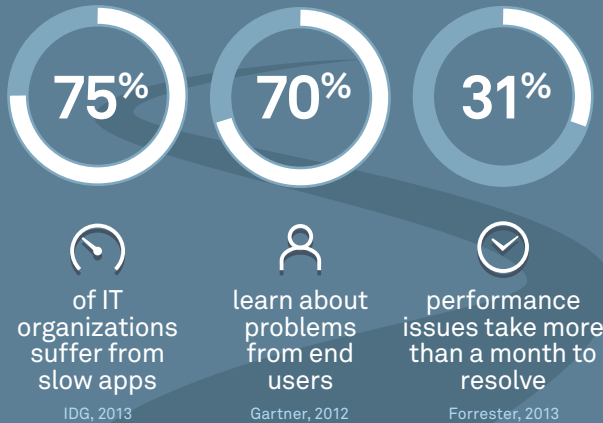 75%
70%
31%
of IT
organizations
suffer from
slow apps
IDG, 2013
learn about
problems
from end
users
Gartner, 2012
performance
issues take more
than a month to
resolve
Forrester, 2013